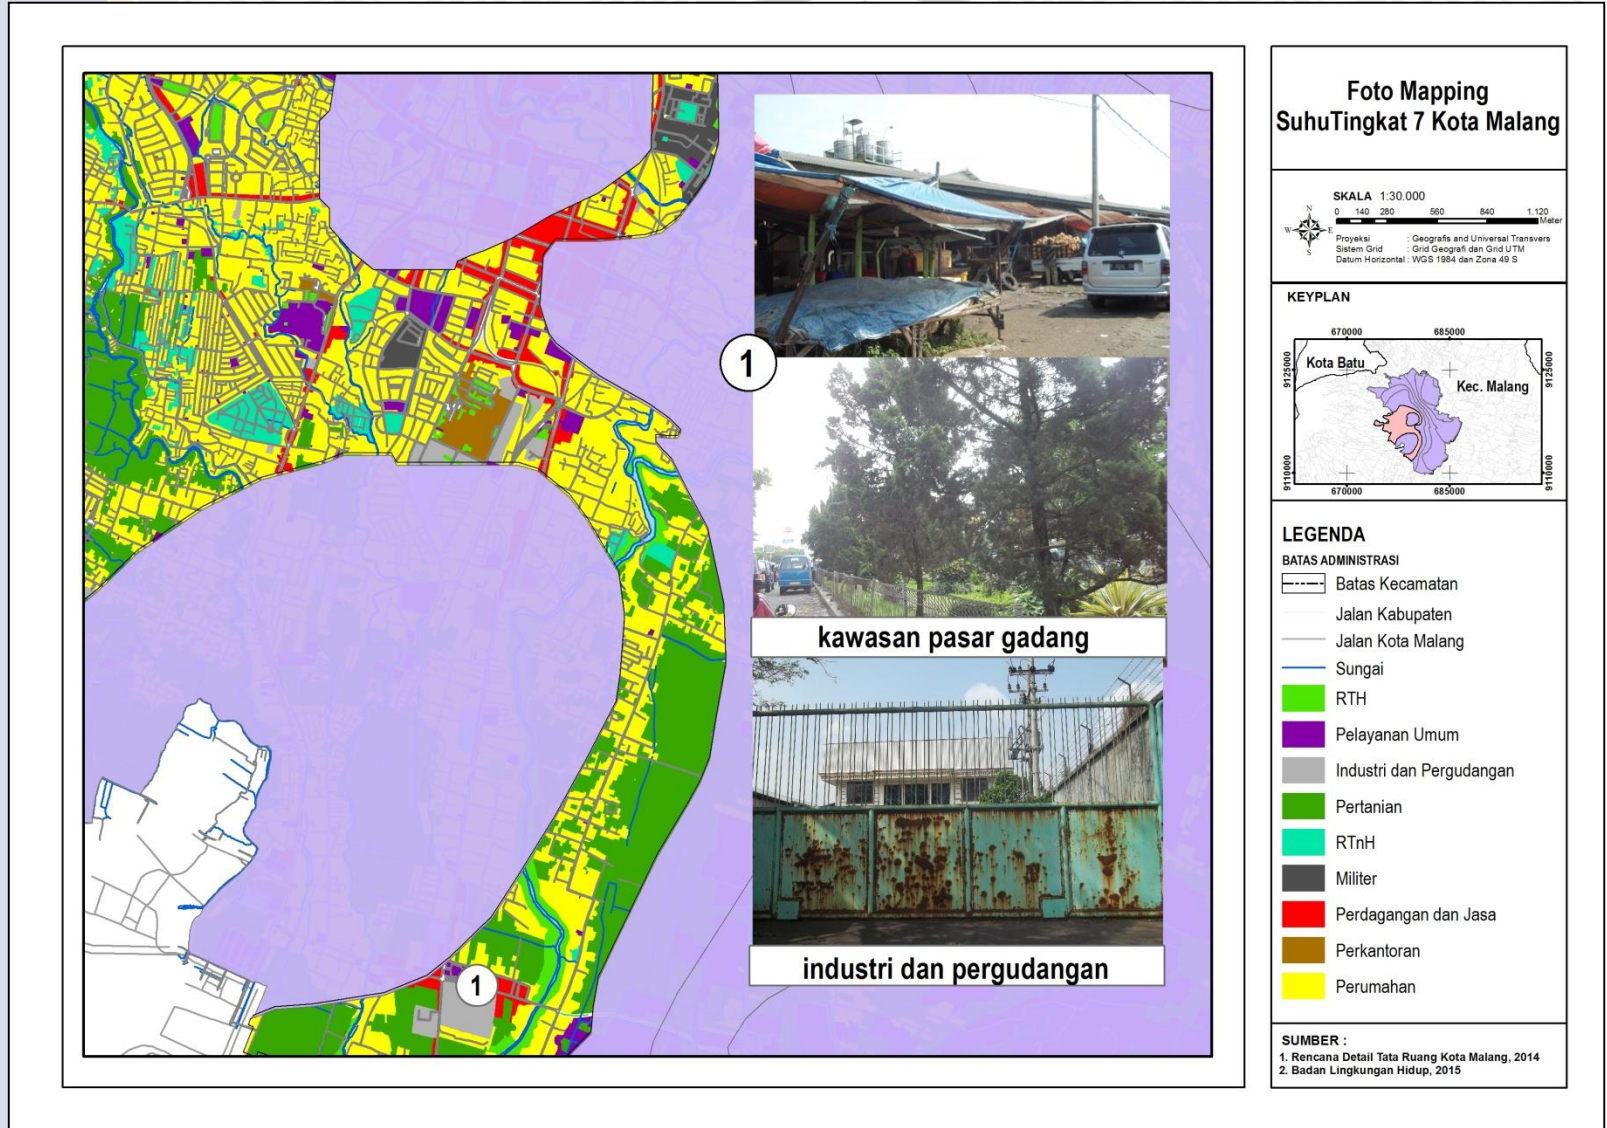 Foto Mapping
SuhuTingkat 7 Kota Malang
SKALA 1:30.000
0 140 280 560 840 1.120
Meter
N
W E
S
Proyeksi : Geografis and Universal Transvers
Sistem Grid : Grid Geografi dan Grid UTM
Datum Horizontal : WGS 1984 dan Zona 49 S
KEYPLAN
670000 685000
9125000 9125000
Kota Batu
Kec. Malang
9110000 9110000
670000 685000
LEGENDA
BATAS ADMINISTRASI
Batas Kecamatan
Jalan Kabupaten
Jalan Kota Malang
Sungai
RTH
Pelayanan Umum
Industri dan Pergudangan
Pertanian
RTnH
Militer
Perdagangan dan Jasa
Perkantoran
Perumahan
SUMBER :
1. Rencana Detail Tata Ruang Kota Malang, 2014
2. Badan Lingkungan Hidup, 2015
1
kawasan pasar gadang
industri dan pergudangan
1